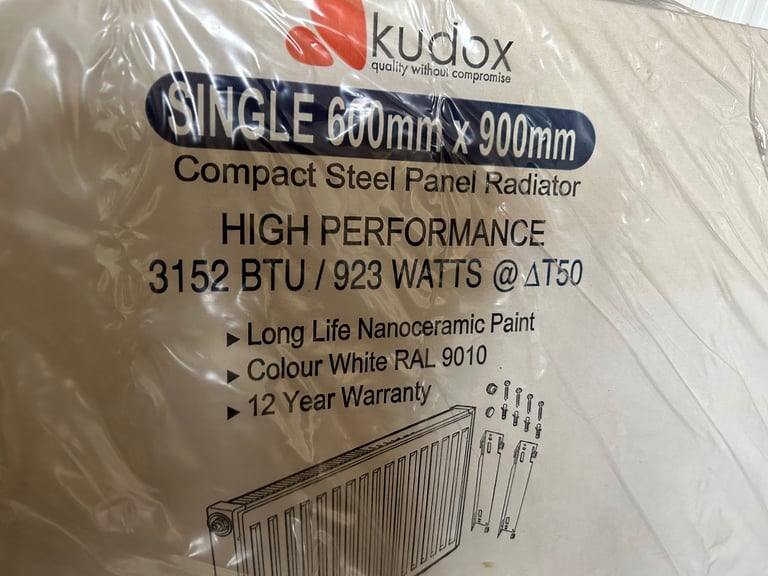 kudox
quality without compromise
SINGLE 600mm x 900mm
Compact Steel Panel Radiator
HIGH PERFORMANCE
3152 BTU / 923 WATTS @ ΔT50
Long Life Nanoceramic Paint
Colour White RAL 9010
12 Year Warranty